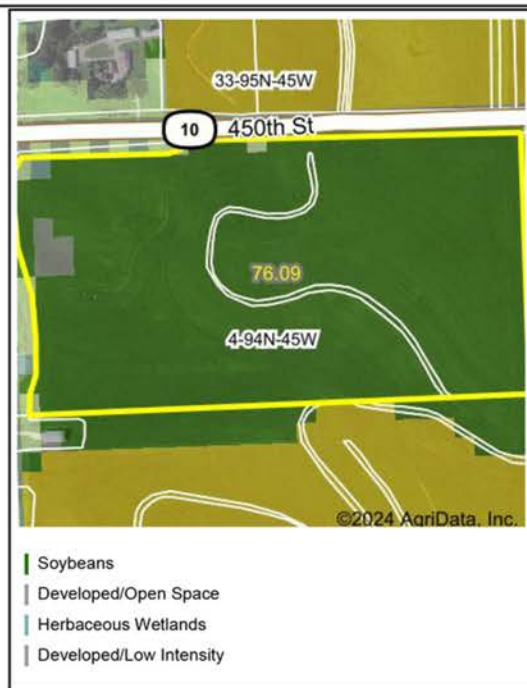 33-95N-45W
10 450th St
76.09
4-94N-45W
©2024 AgriData, Inc.
Soybeans
Developed/Open Space
Herbaceous Wetlands
Developed/Low Intensity